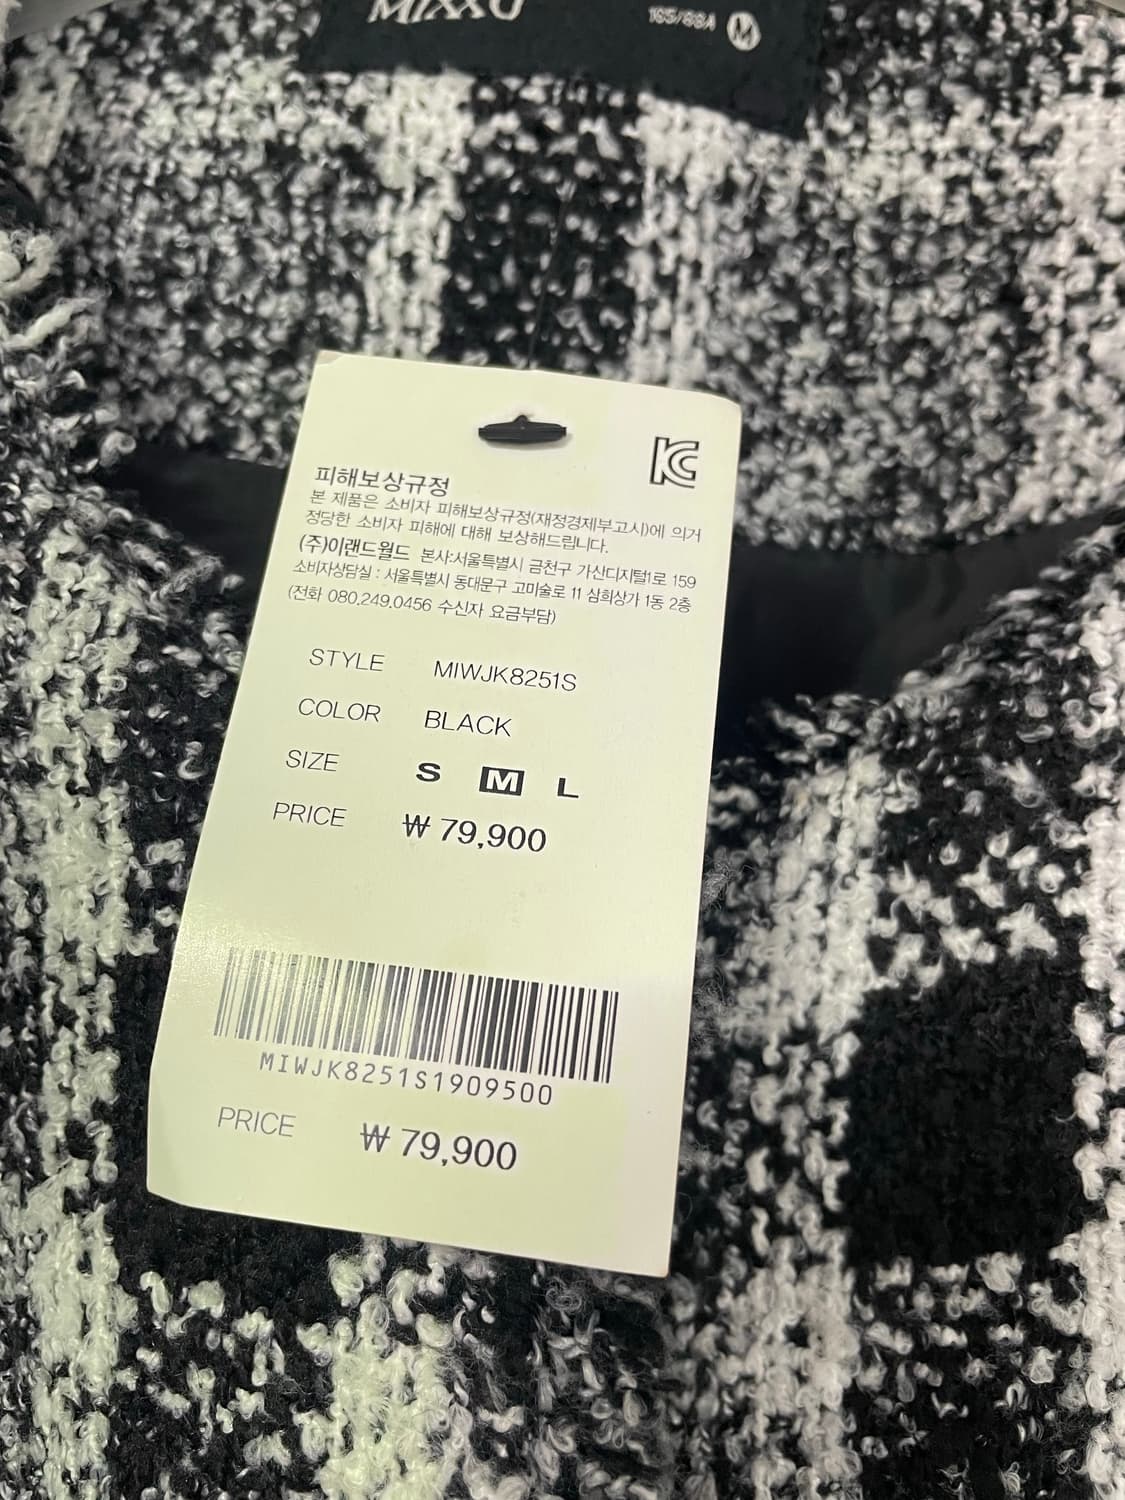 MIXXO
165/88A M
피해보상규정
본 제품은 소비자 피해보상규정(재정경제부고시)에 의거
정당한 소비자 피해에 대해 보상해드립니다.
(주)이랜드월드 본사:서울특별시 금천구 가산디지털1로 159
소비자상담실 : 서울특별시 동대문구 고미술로 11 삼희상가 1동 2층
(전화 080.249.0456 수신자 요금부담)
STYLE MIWJK8251S
COLOR BLACK
SIZE S M L
PRICE ₩ 79,900
MIWJK8251S1909500
PRICE ₩ 79,900